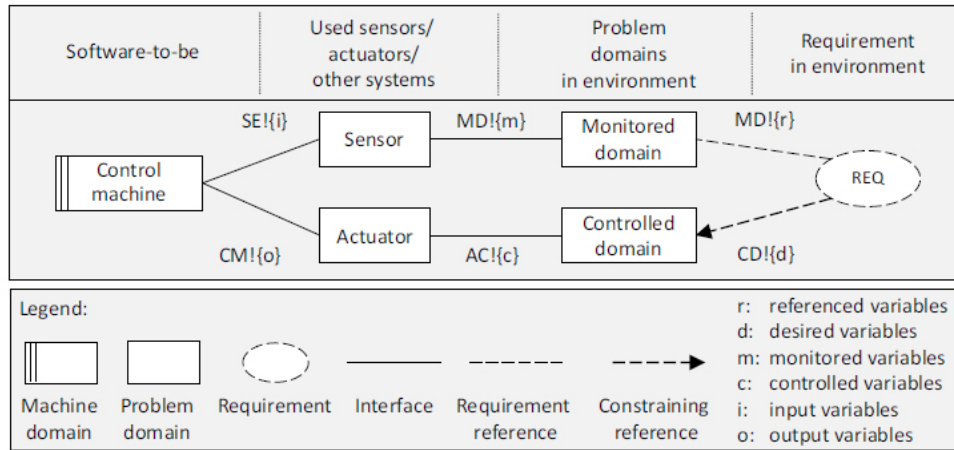 Software-to-be
Used sensors/
actuators/
other systems
Problem
domains
in environment
Requirement
in environment
SE!{i}
MD!{m}
MD!{r}
Sensor
Monitored
domain
Control
machine
REQ
Actuator
Controlled
domain
CM!{o}
AC!{c}
CD!{d}
Legend:
Machine
domain
Problem
domain
Requirement
Interface
Requirement
reference
Constraining
reference
r: referenced variables
d: desired variables
m: monitored variables
c: controlled variables
i: input variables
o: output variables